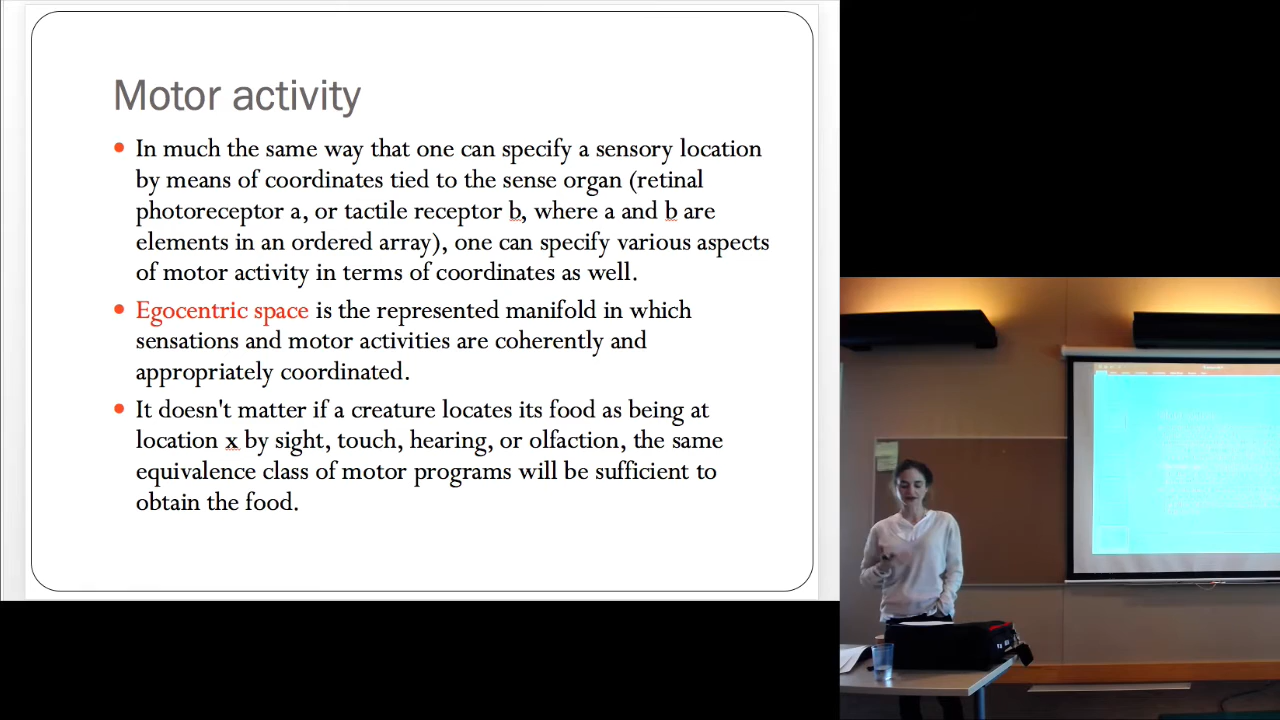 Motor activity
• In much the same way that one can specify a sensory location
by means of coordinates tied to the sense organ (retinal
photoreceptor a, or tactile receptor b, where a and b are
elements in an ordered array), one can specify various aspects
of motor activity in terms of coordinates as well.
• Egocentric space is the represented manifold in which
sensations and motor activities are coherently and
appropriately coordinated.
• It doesn't matter if a creature locates its food as being at
location x by sight, touch, hearing, or olfaction, the same
equivalence class of motor programs will be sufficient to
obtain the food.